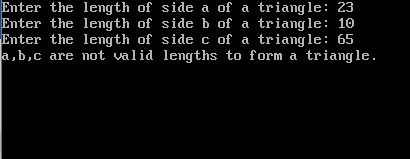 Enter the length of side a of a triangle: 23
Enter the length of side b of a triangle: 10
Enter the length of side c of a triangle: 65
a,b,c are not valid lengths to form a triangle.